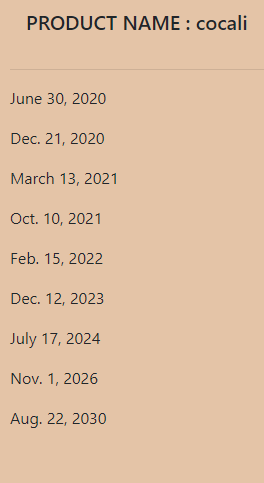 PRODUCT NAME : cocali
June 30, 2020
Dec. 21, 2020
March 13, 2021
Oct. 10, 2021
Feb. 15, 2022
Dec. 12, 2023
July 17, 2024
Nov. 1, 2026
Aug. 22, 2030